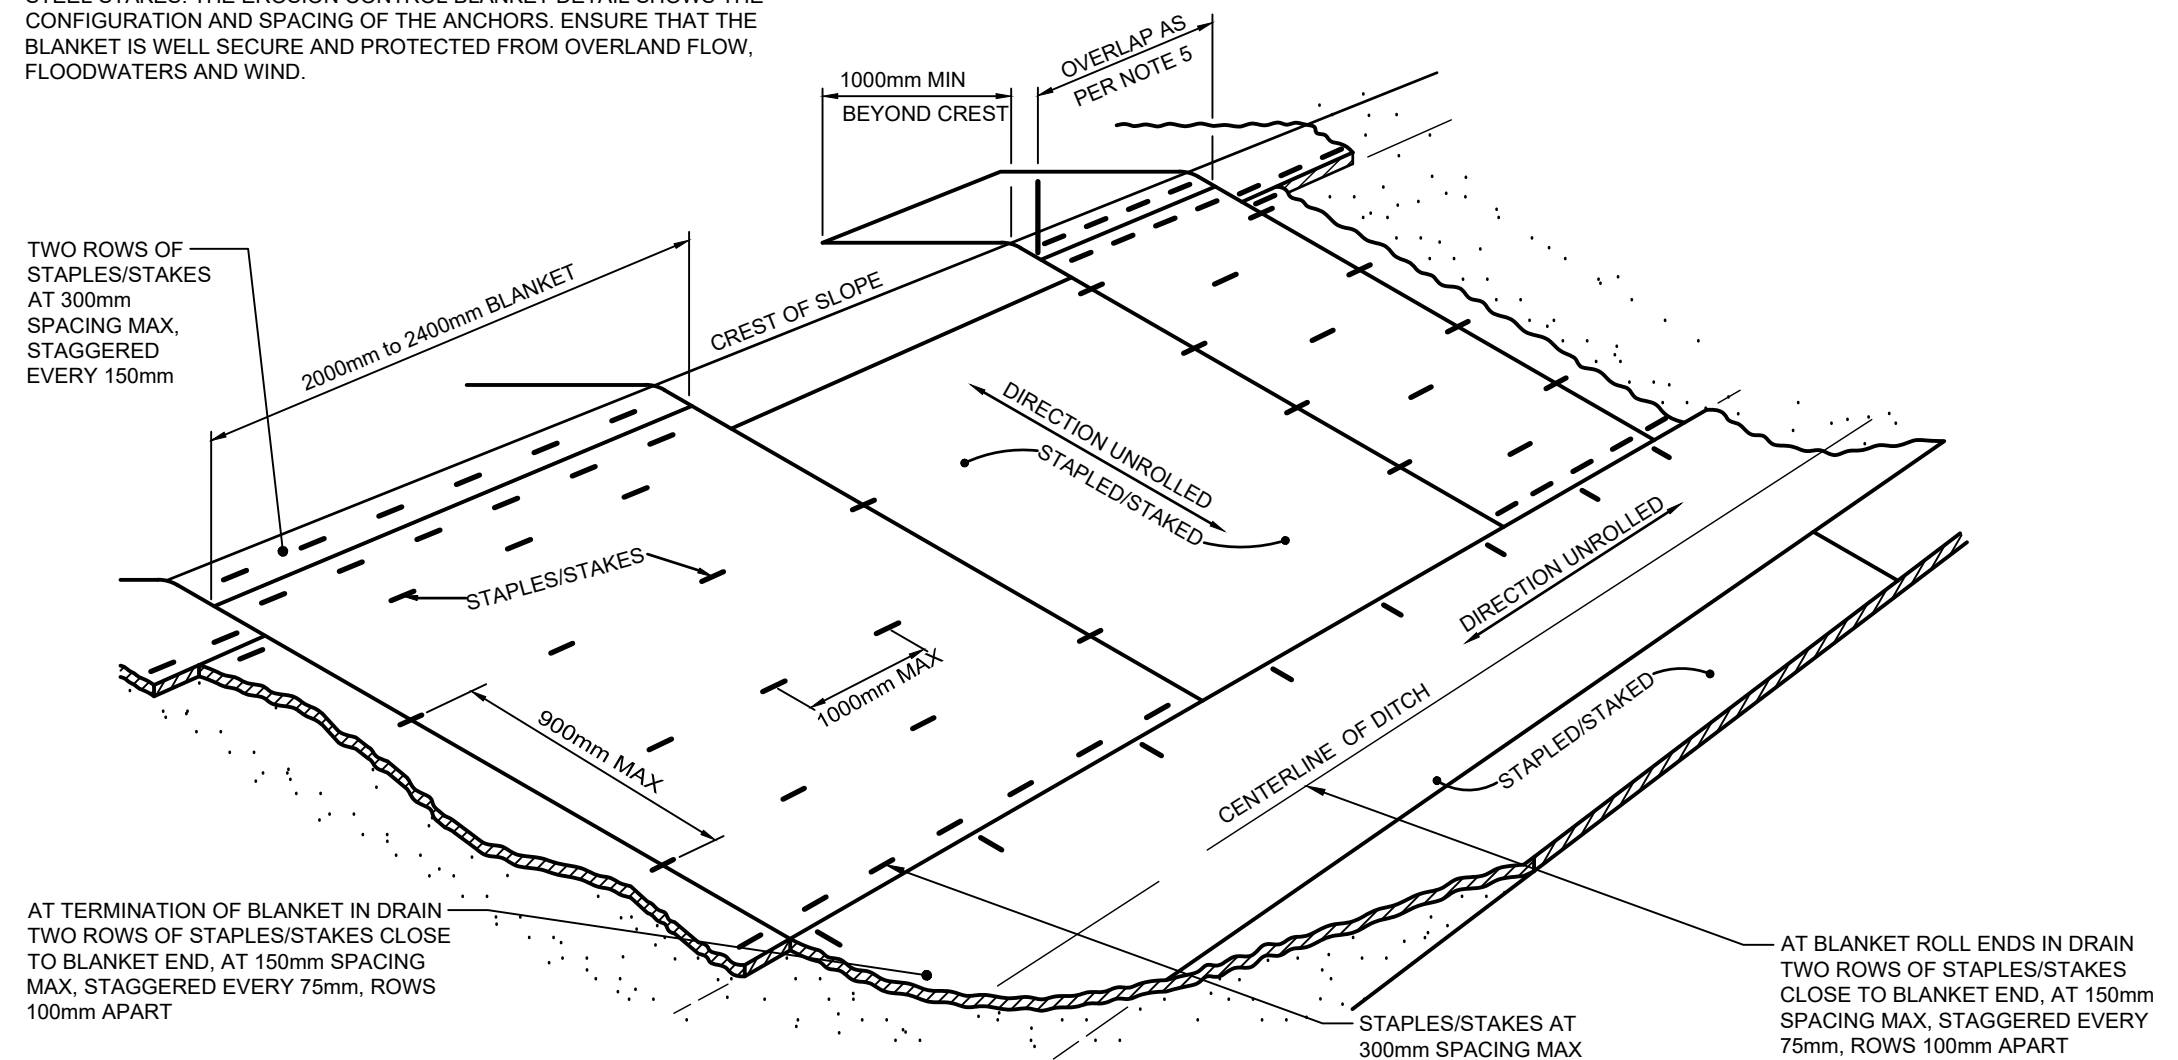 STEEL STAKES. THE EROSION CONTROL BLANKET DETAIL SHOWS THE
CONFIGURATION AND SPACING OF THE ANCHORS. ENSURE THAT THE
BLANKET IS WELL SECURE AND PROTECTED FROM OVERLAND FLOW,
FLOODWATERS AND WIND.
OVERLAP AS
PER NOTE 5
1000mm MIN
BEYOND CREST
TWO ROWS OF
STAPLES/STAKES
AT 300mm
SPACING MAX,
STAGGERED
EVERY 150mm
2000mm to 2400mm BLANKET
CREST OF SLOPE
DIRECTION UNROLLED
STAPLED/STAKED
DIRECTION UNROLLED
STAPLES/STAKES
1000mm MAX
900mm MAX
CENTERLINE OF DITCH
STAPLED/STAKED
AT TERMINATION OF BLANKET IN DRAIN
TWO ROWS OF STAPLES/STAKES CLOSE
TO BLANKET END, AT 150mm SPACING
MAX, STAGGERED EVERY 75mm, ROWS
100mm APART
STAPLES/STAKES AT
300mm SPACING MAX
AT BLANKET ROLL ENDS IN DRAIN
TWO ROWS OF STAPLES/STAKES
CLOSE TO BLANKET END, AT 150mm
SPACING MAX, STAGGERED EVERY
75mm, ROWS 100mm APART